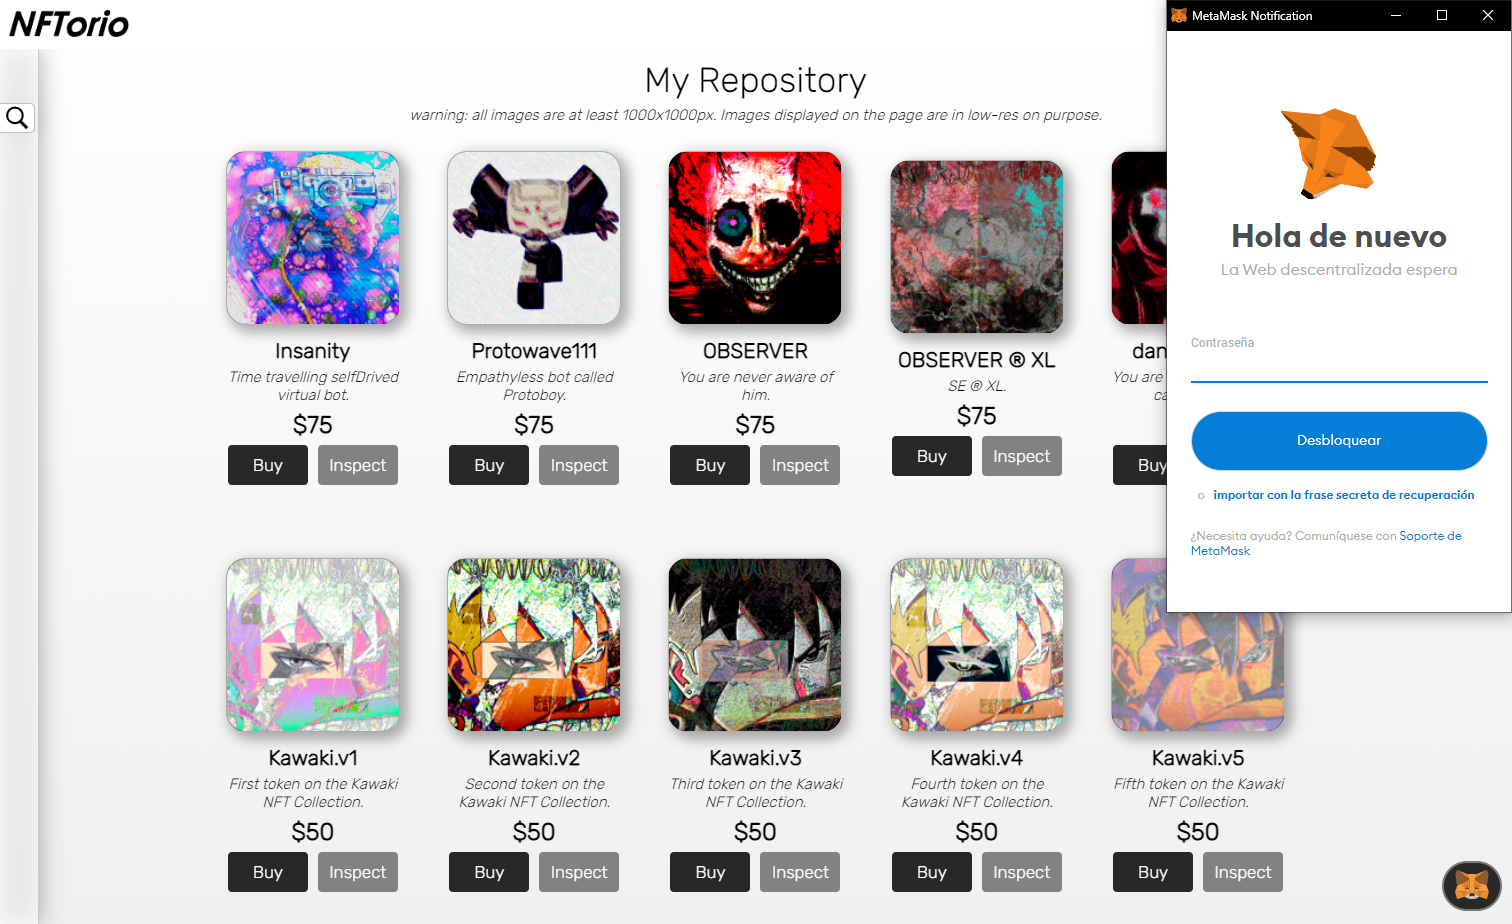 NFTorio
MetaMask Notification
My Repository
warning: all images are at least 1000x1000px. Images displayed on the page are in low-res on purpose.
Insanity
Time travelling selfDrived
virtual bot.
$75
Buy
Inspect
Protowave111
Empathyless bot called
Protoboy.
$75
Buy
Inspect
OBSERVER
You are never aware of
him.
$75
Buy
Inspect
OBSERVER ® XL
SE ® XL.
$75
Buy
Inspect
dan
You are
ca
Buy
Hola de nuevo
La Web descentralizada espera
Contraseña
Desbloquear
o importar con la frase secreta de recuperación
¿Necesita ayuda? Comuníquese con Soporte de
MetaMask
Kawaki.v1
First token on the Kawaki
NFT Collection.
$50
Buy
Inspect
Kawaki.v2
Second token on the
Kawaki NFT Collection.
$50
Buy
Inspect
Kawaki.v3
Third token on the Kawaki
NFT Collection.
$50
Buy
Inspect
Kawaki.v4
Fourth token on the
Kawaki NFT Collection.
$50
Buy
Inspect
Kawaki.v5
Fifth token on the Kawaki
NFT Collection.
$50
Buy
Inspect